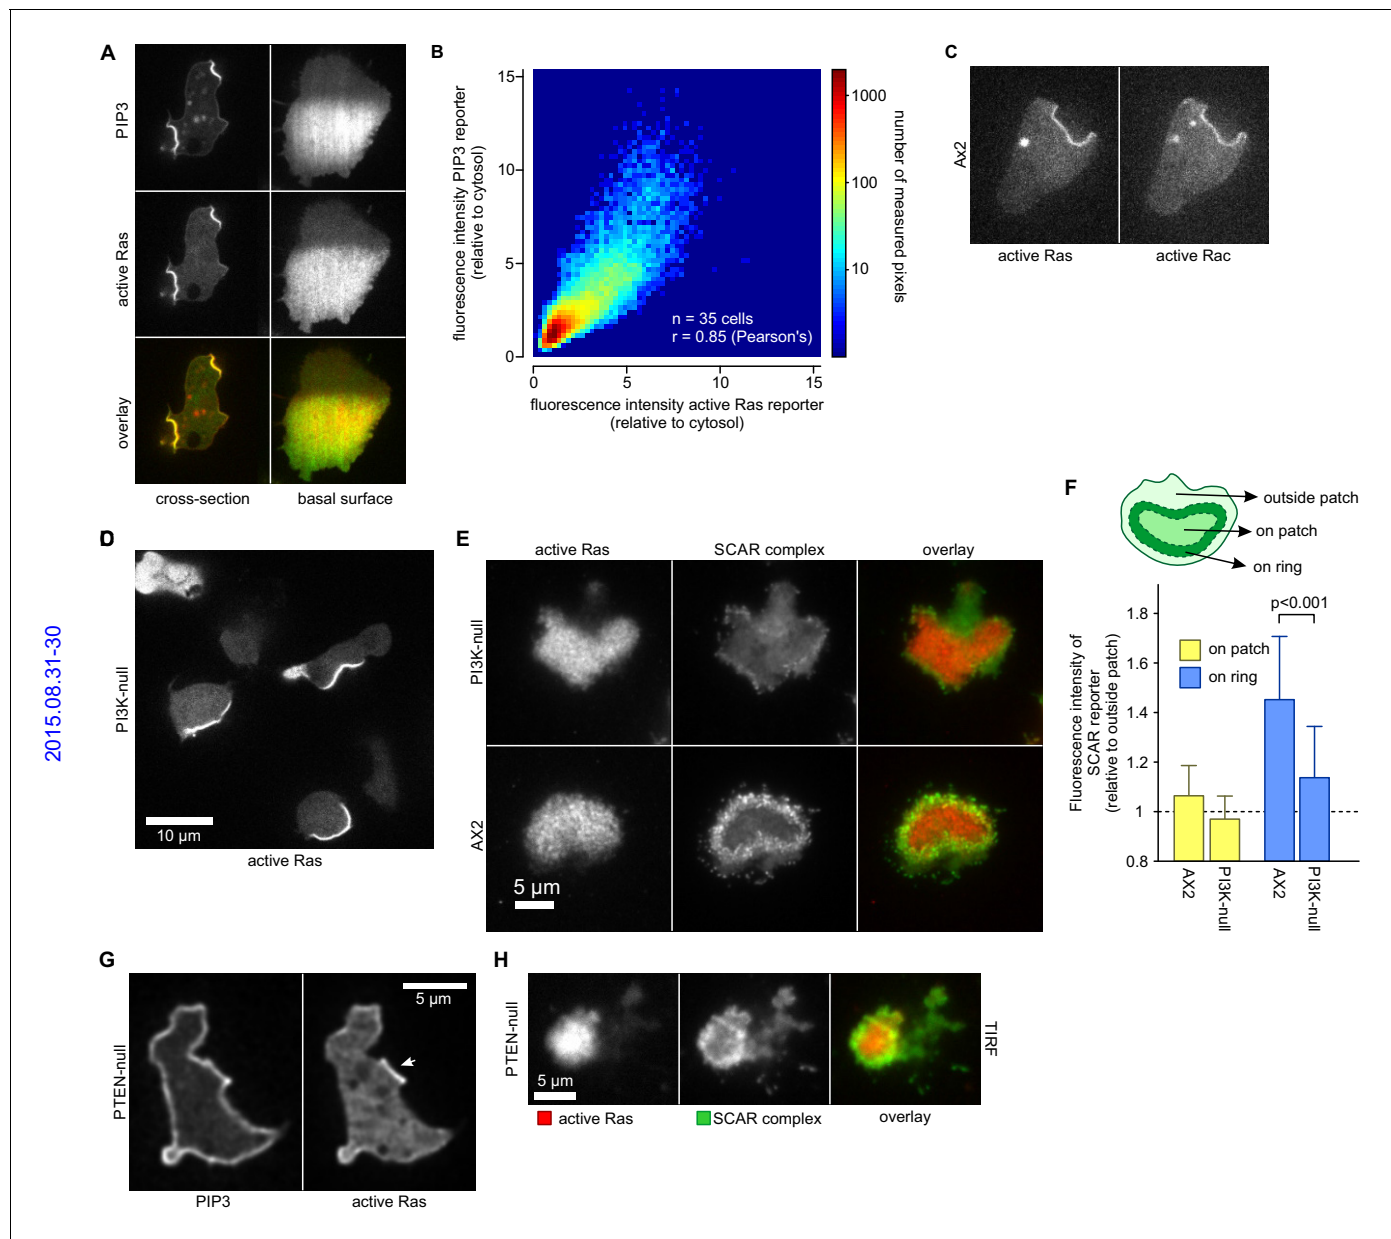 A
PIP3
active Ras
overlay
cross-section
basal surface
B
fluorescence intensity PIP3 reporter
(relative to cytosol)
15
10
5
0
0
5
10
15
n = 35 cells
r = 0.85 (Pearson's)
fluorescence intensity active Ras reporter
(relative to cytosol)
1000
100
10
number of measured pixels
C
Ax2
active Ras
active Rac
2015.08.31-30
D
PI3K-null
10 µm
active Ras
E
active Ras
SCAR complex
overlay
PI3K-null
AX2
5 µm
F
outside patch
on patch
on ring
Fluorescence intensity of
SCAR reporter
(relative to outside patch)
1.8
1.6
1.4
1.2
1
0.8
p<0.001
on patch
on ring
AX2
PI3K-null
AX2
PI3K-null
G
PTEN-null
5 µm
PIP3
active Ras
H
PTEN-null
5 µm
TIRF
active Ras
SCAR complex
overlay